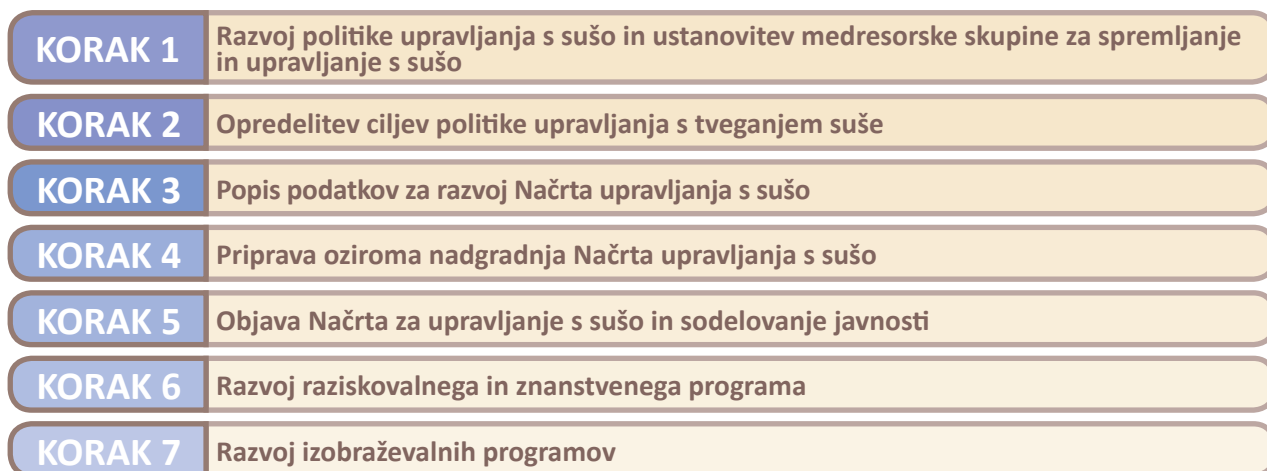 KORAK 1
Razvoj politike upravljanja s sušo in ustanovitev medresorske skupine za spremljanje
in upravljanje s sušo
KORAK 2
Opredelitev ciljev politike upravljanja s tveganjem suše
KORAK 3
Popis podatkov za razvoj Načrta upravljanja s sušo
KORAK 4
Priprava oziroma nadgradnja Načrta upravljanja s sušo
KORAK 5
Objava Načrta za upravljanje s sušo in sodelovanje javnosti
KORAK 6
Razvoj raziskovalnega in znanstvenega programa
KORAK 7
Razvoj izobraževalnih programov